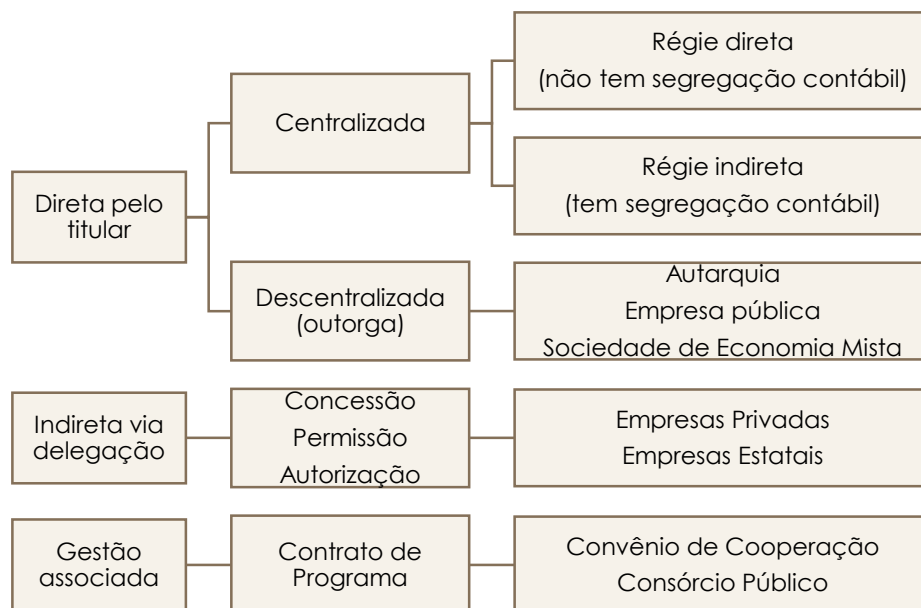 Direta pelo
titular
Centralizada
Régie direta
(não tem segregação contábil)
Régie indireta
(tem segregação contábil)
Descentralizada
(outorga)
Autarquia
Empresa pública
Sociedade de Economia Mista
Indireta via
delegação
Concessão
Permissão
Autorização
Empresas Privadas
Empresas Estatais
Gestão
associada
Contrato de
Programa
Convênio de Cooperação
Consórcio Público